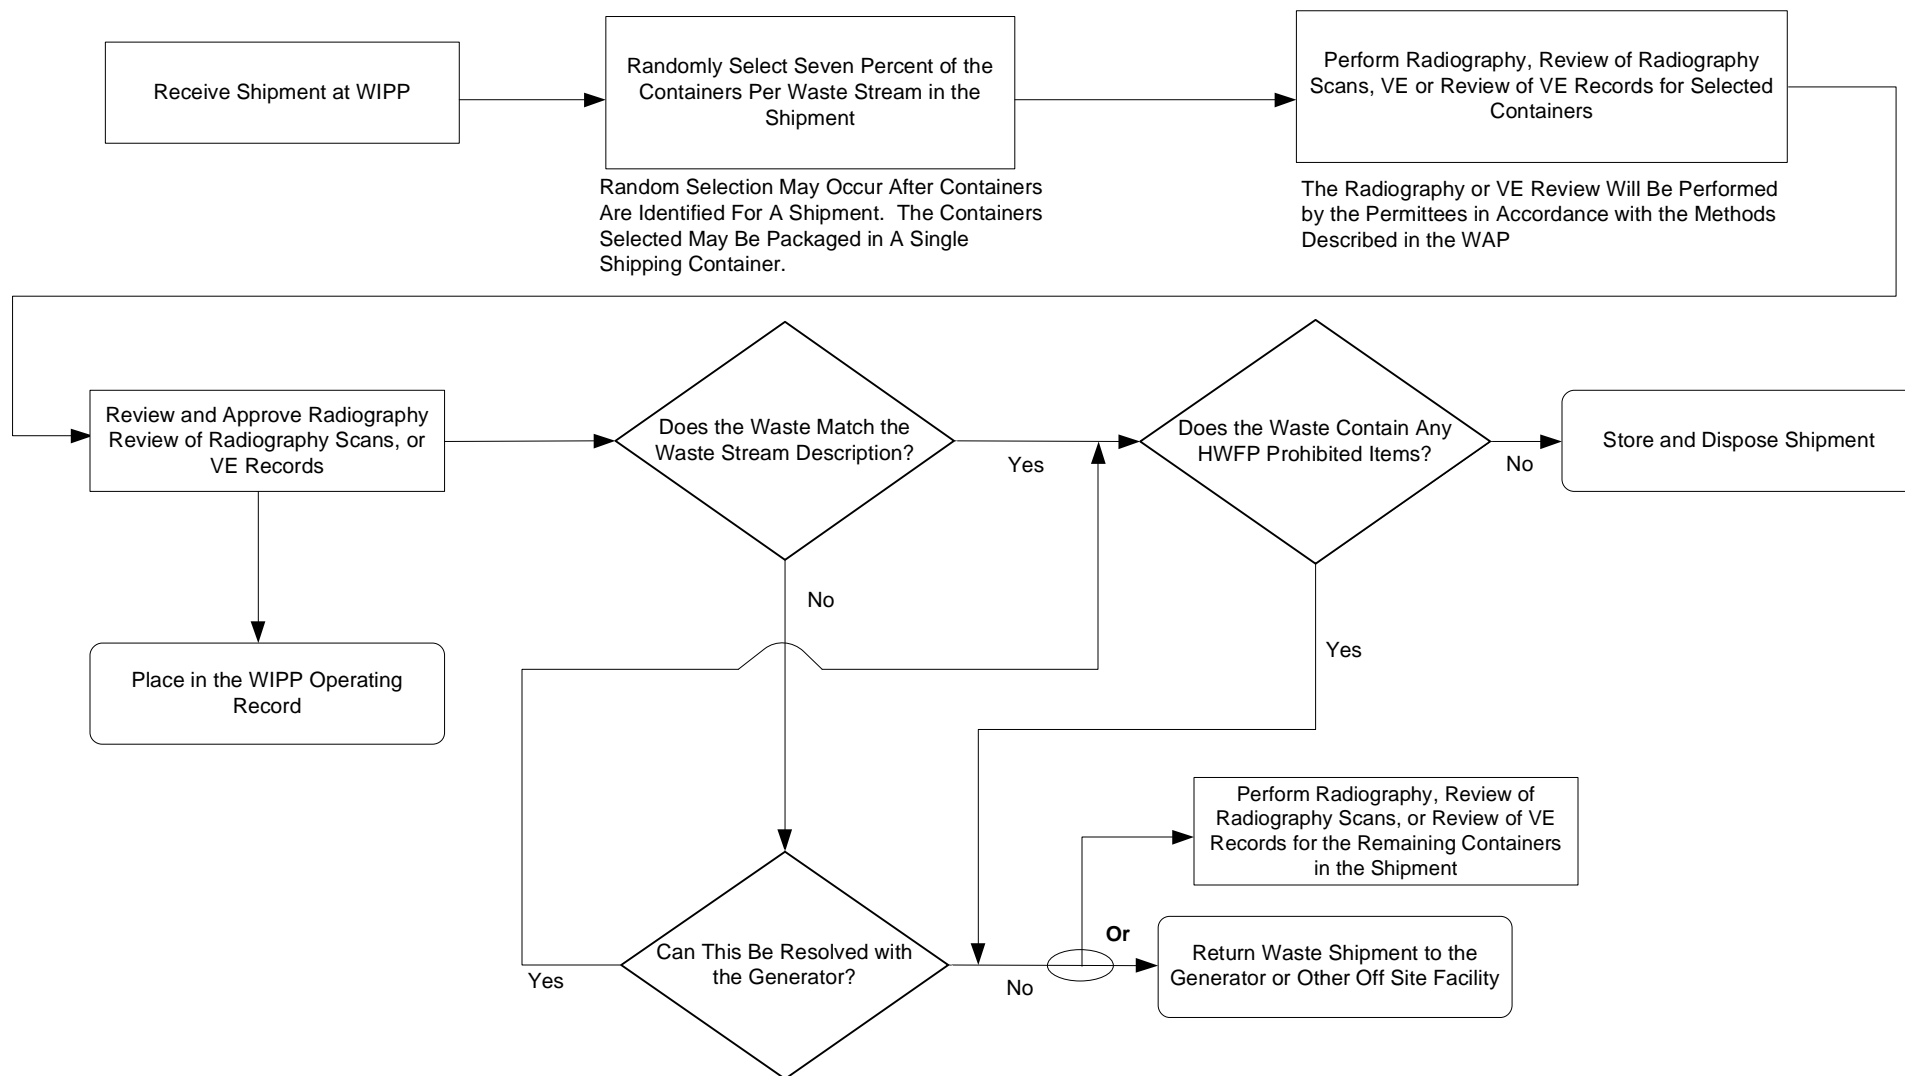 Receive Shipment at WIPP
Randomly Select Seven Percent of the
Containers Per Waste Stream in the
Shipment
Perform Radiography, Review of Radiography
Scans, VE or Review of VE Records for Selected
Containers
Random Selection May Occur After Containers
Are Identified For A Shipment.  The Containers
Selected May Be Packaged in A Single
Shipping Container.
The Radiography or VE Review Will Be Performed
by the Permittees in Accordance with the Methods
Described in the WAP
Review and Approve Radiography
Review of Radiography Scans, or
VE Records
Does the Waste Match the
Waste Stream Description?
Yes
Does the Waste Contain Any
HWFP Prohibited Items?
No
Store and Dispose Shipment
No
Yes
Place in the WIPP Operating
Record
Perform Radiography, Review of
Radiography Scans, or Review of VE
Records for the Remaining Containers
in the Shipment
Can This Be Resolved with
the Generator?
Yes
No
Or
Return Waste Shipment to the
Generator or Other Off Site Facility